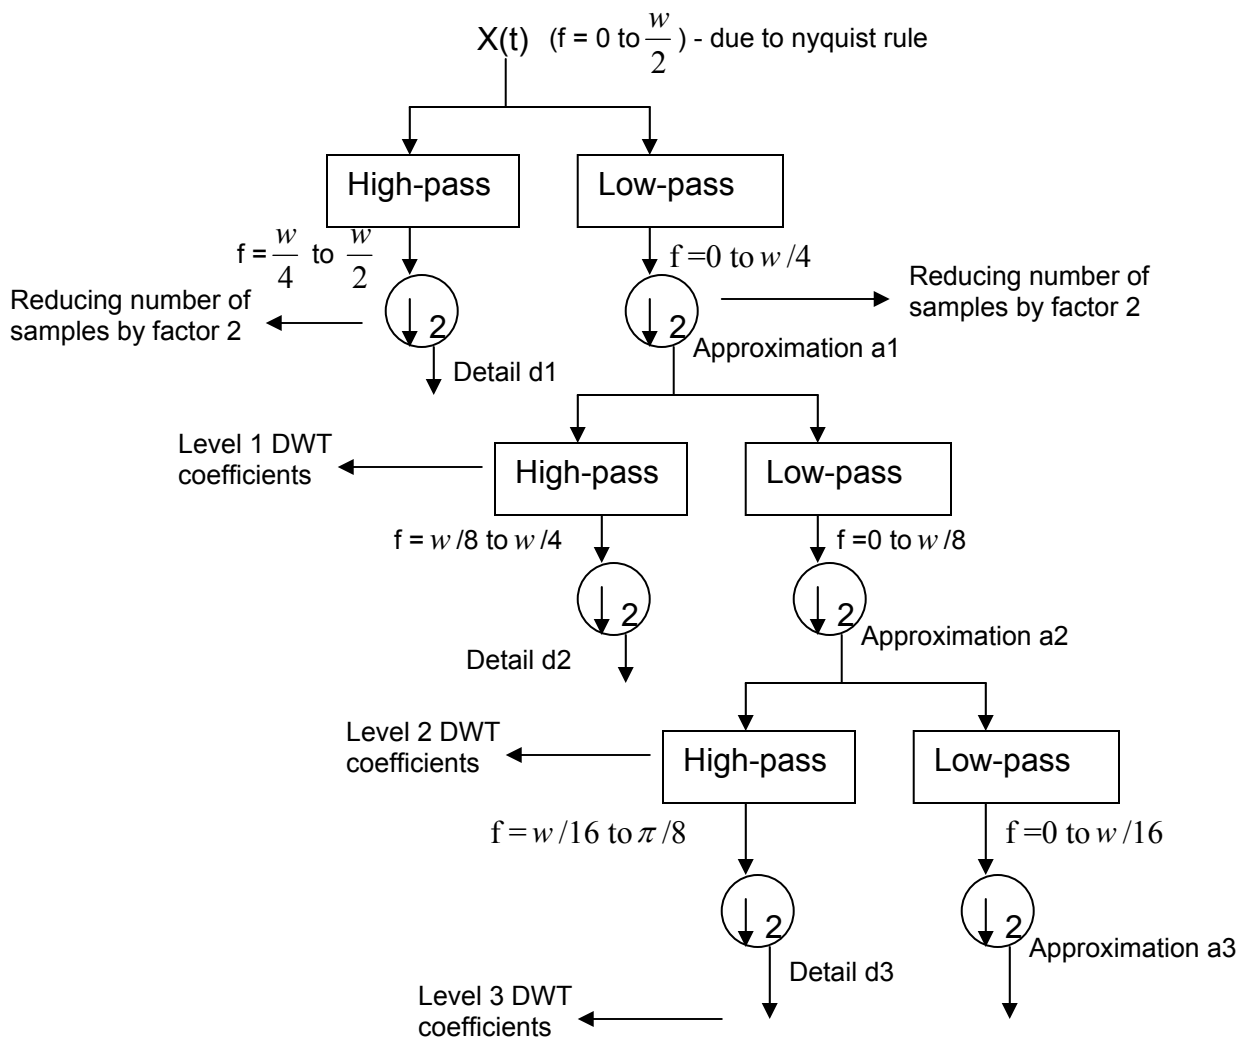 X(t) (f = 0 to w/2) - due to nyquist rule
High-pass
Low-pass
f = w/4 to w/2
f =0 to w /4
Reducing number of
samples by factor 2
Reducing number of
samples by factor 2
2
2
Detail d1
Approximation a1
Level 1 DWT
coefficients
High-pass
Low-pass
f = w /8 to w /4
f =0 to w /8
2
2
Detail d2
Approximation a2
Level 2 DWT
coefficients
High-pass
Low-pass
f = w /16 to π /8
f =0 to w /16
2
2
Detail d3
Approximation a3
Level 3 DWT
coefficients